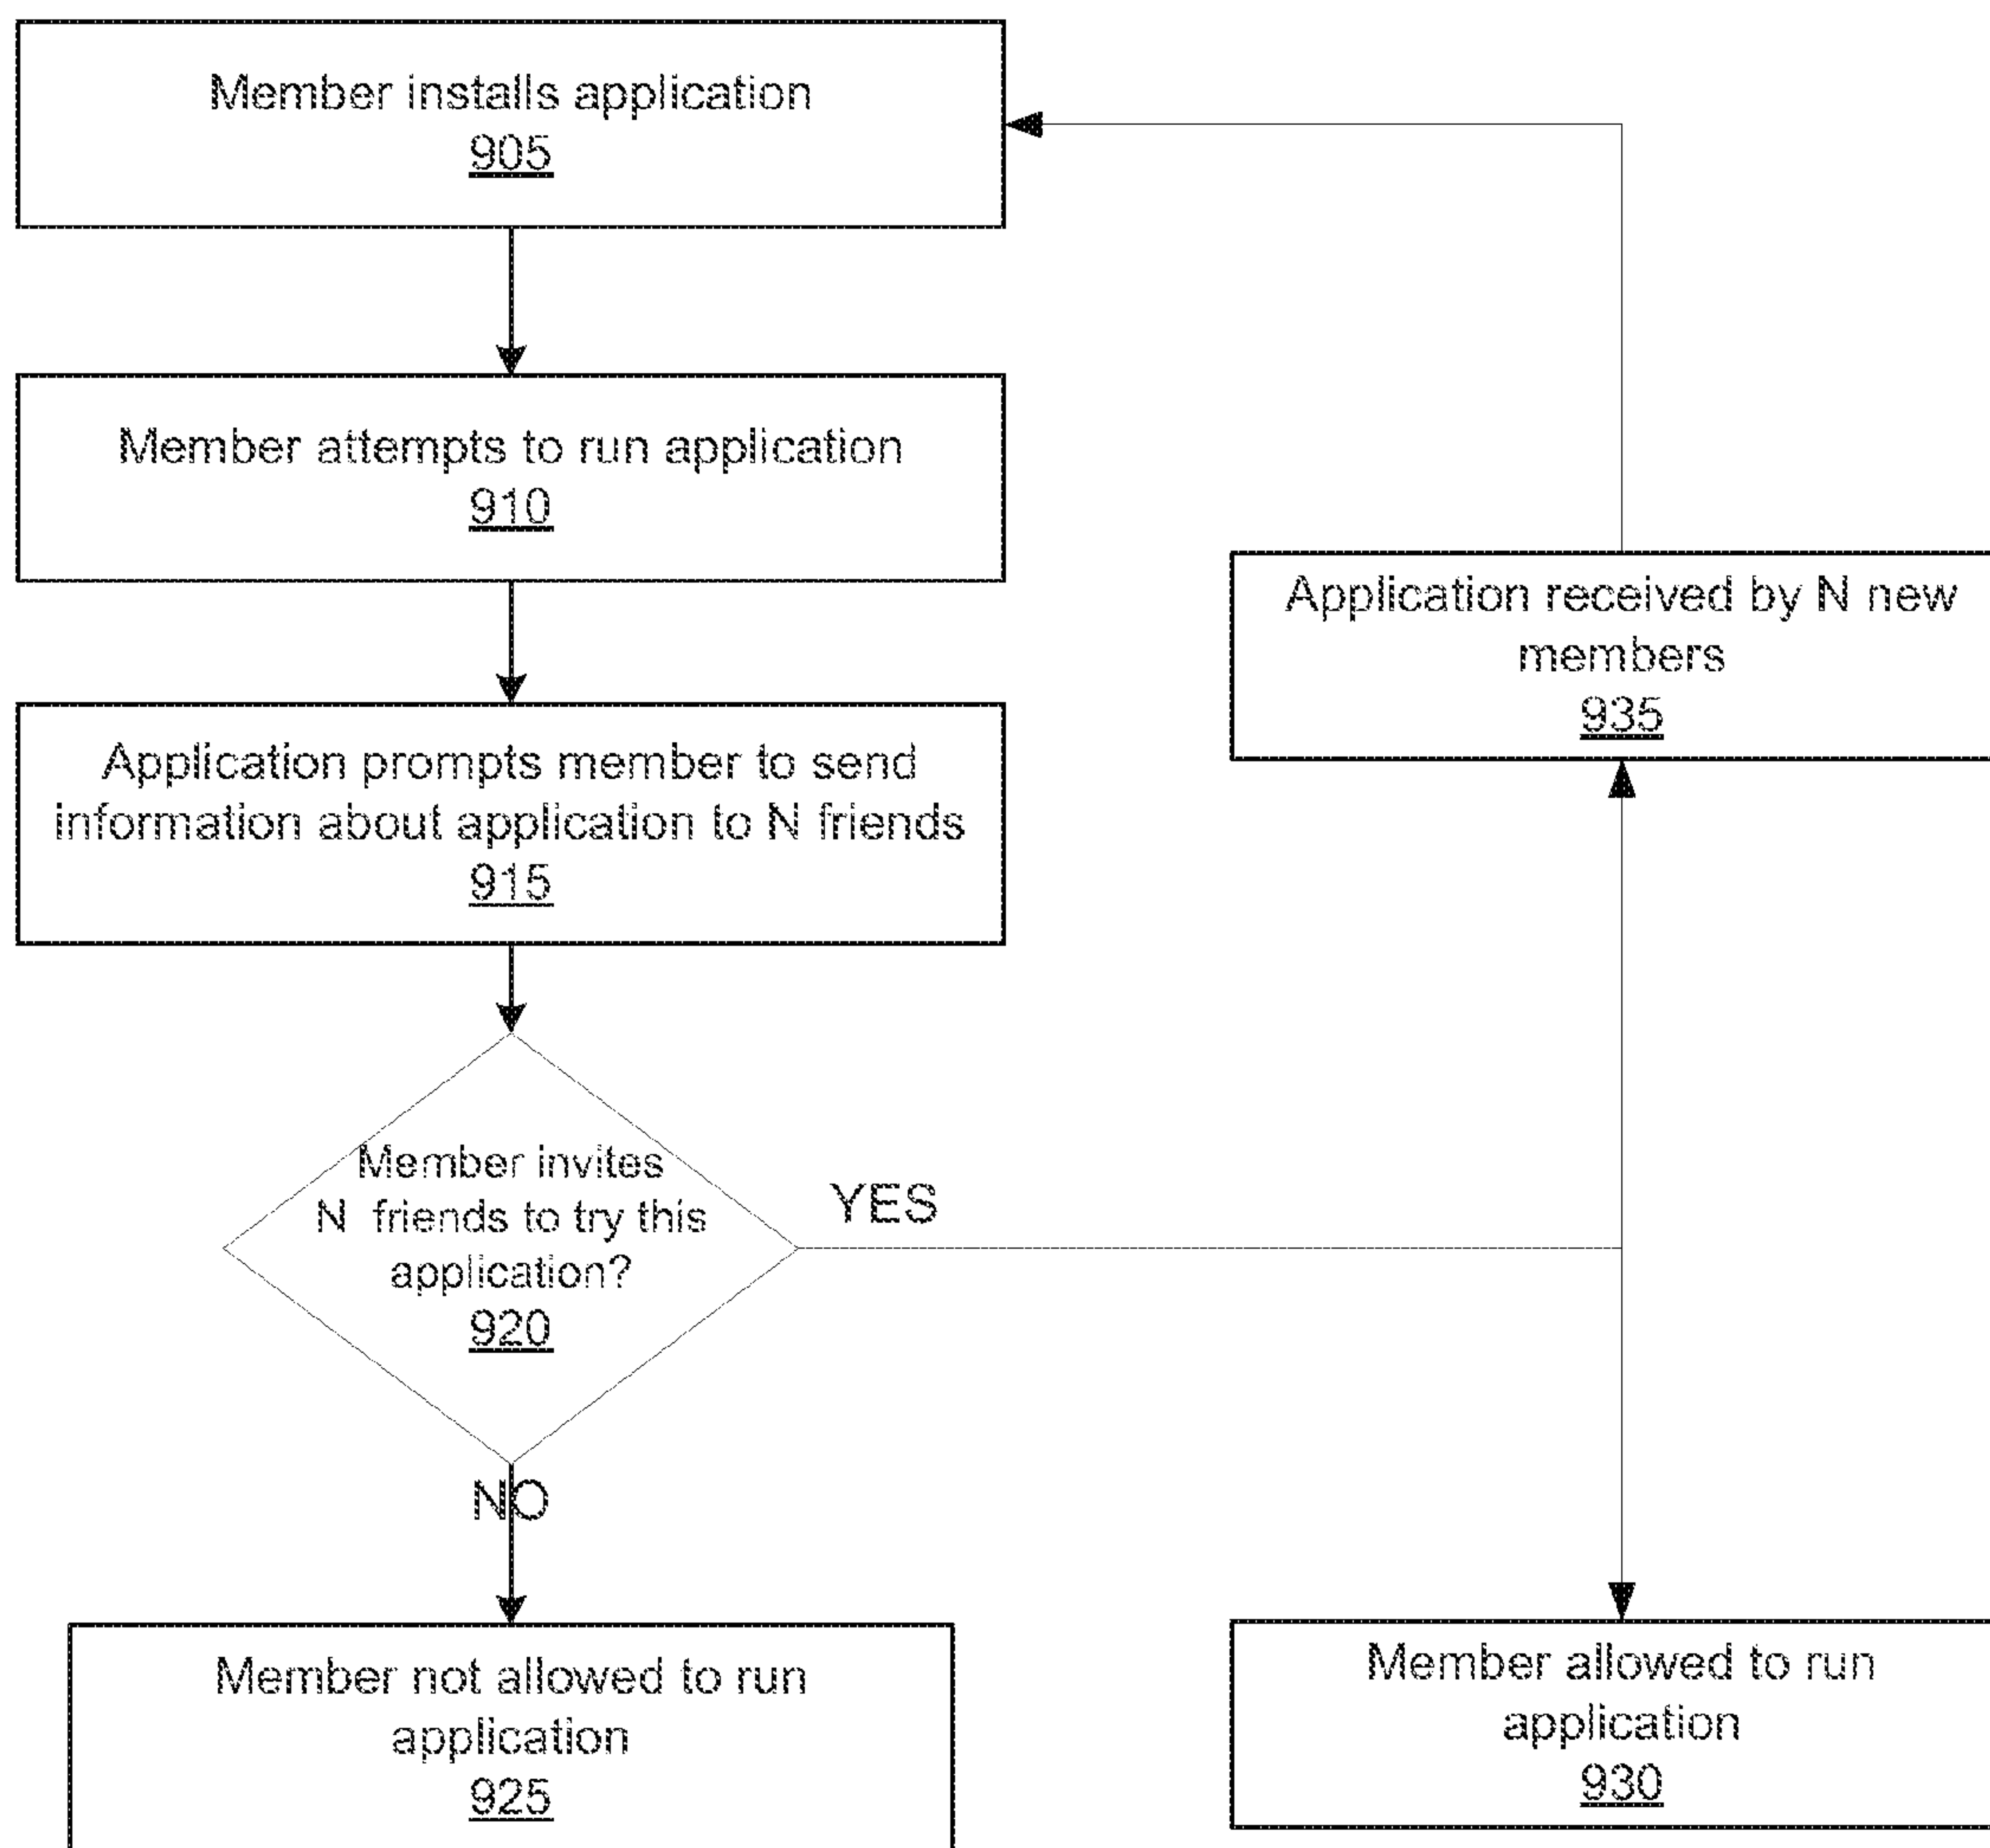 Member installs application
905
Member attempts to run application
910
Application prompts member to send
information about application to N friends
915
Member invites
N friends to try this
application?
920
YES
NO
Member not allowed to run
application
925
Application received by N new
members
935
Member allowed to run
application
930